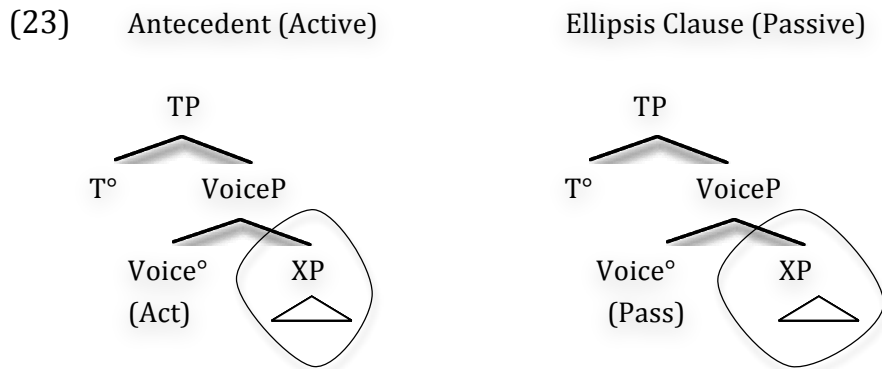 (23) Antecedent (Active) Ellipsis Clause (Passive)
TP TP
T° VoiceP T° VoiceP
Voice° XP Voice° XP
(Act) (Pass)